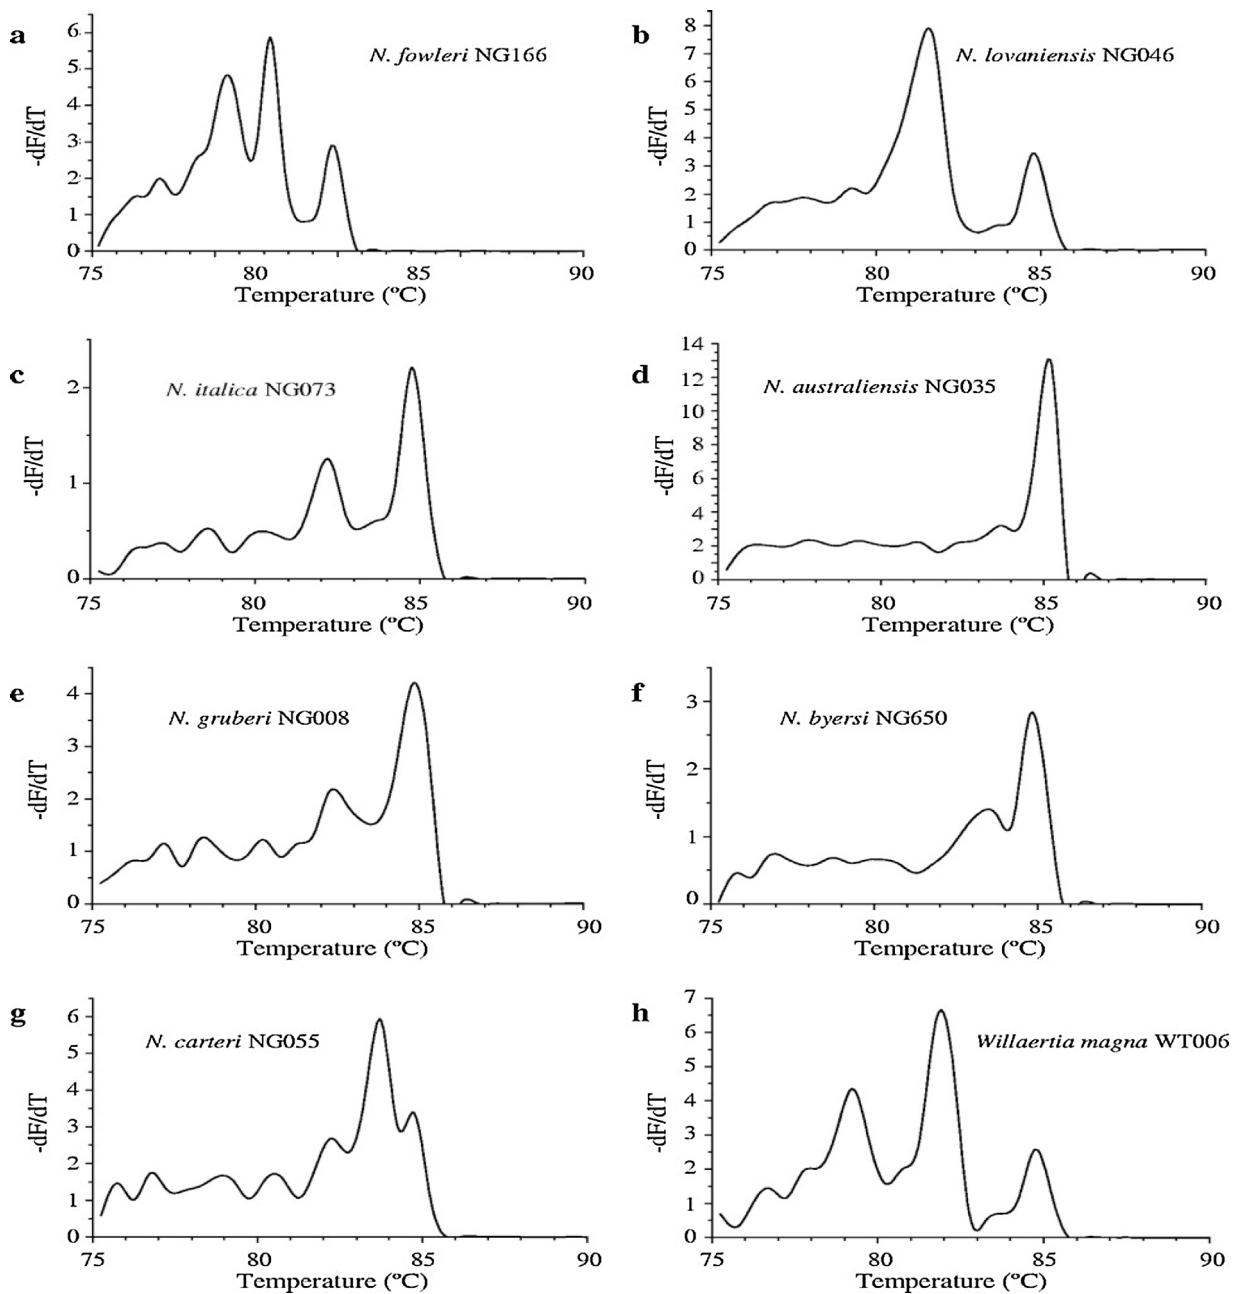 a
N. fowleri NG166
6
5
4
3
2
1
0
-dF/dT
75 80 85 90
Temperature (ºC)
b
N. lovaniensis NG046
8
7
6
5
4
3
2
1
0
-dF/dT
75 80 85 90
Temperature (ºC)
c
N. italica NG073
2
1
0
-dF/dT
75 80 85 90
Temperature (ºC)
d
N. australiensis NG035
14
12
10
8
6
4
2
0
-dF/dT
75 80 85 90
Temperature (ºC)
e
N. gruberi NG008
4
3
2
1
0
-dF/dT
75 80 85 90
Temperature (ºC)
f
N. byersi NG650
3
2
1
0
-dF/dT
75 80 85 90
Temperature (ºC)
g
N. carteri NG055
6
5
4
3
2
1
0
-dF/dT
75 80 85 90
Temperature (ºC)
h
Willaertia magna WT006
7
6
5
4
3
2
1
0
-dF/dT
75 80 85 90
Temperature (ºC)